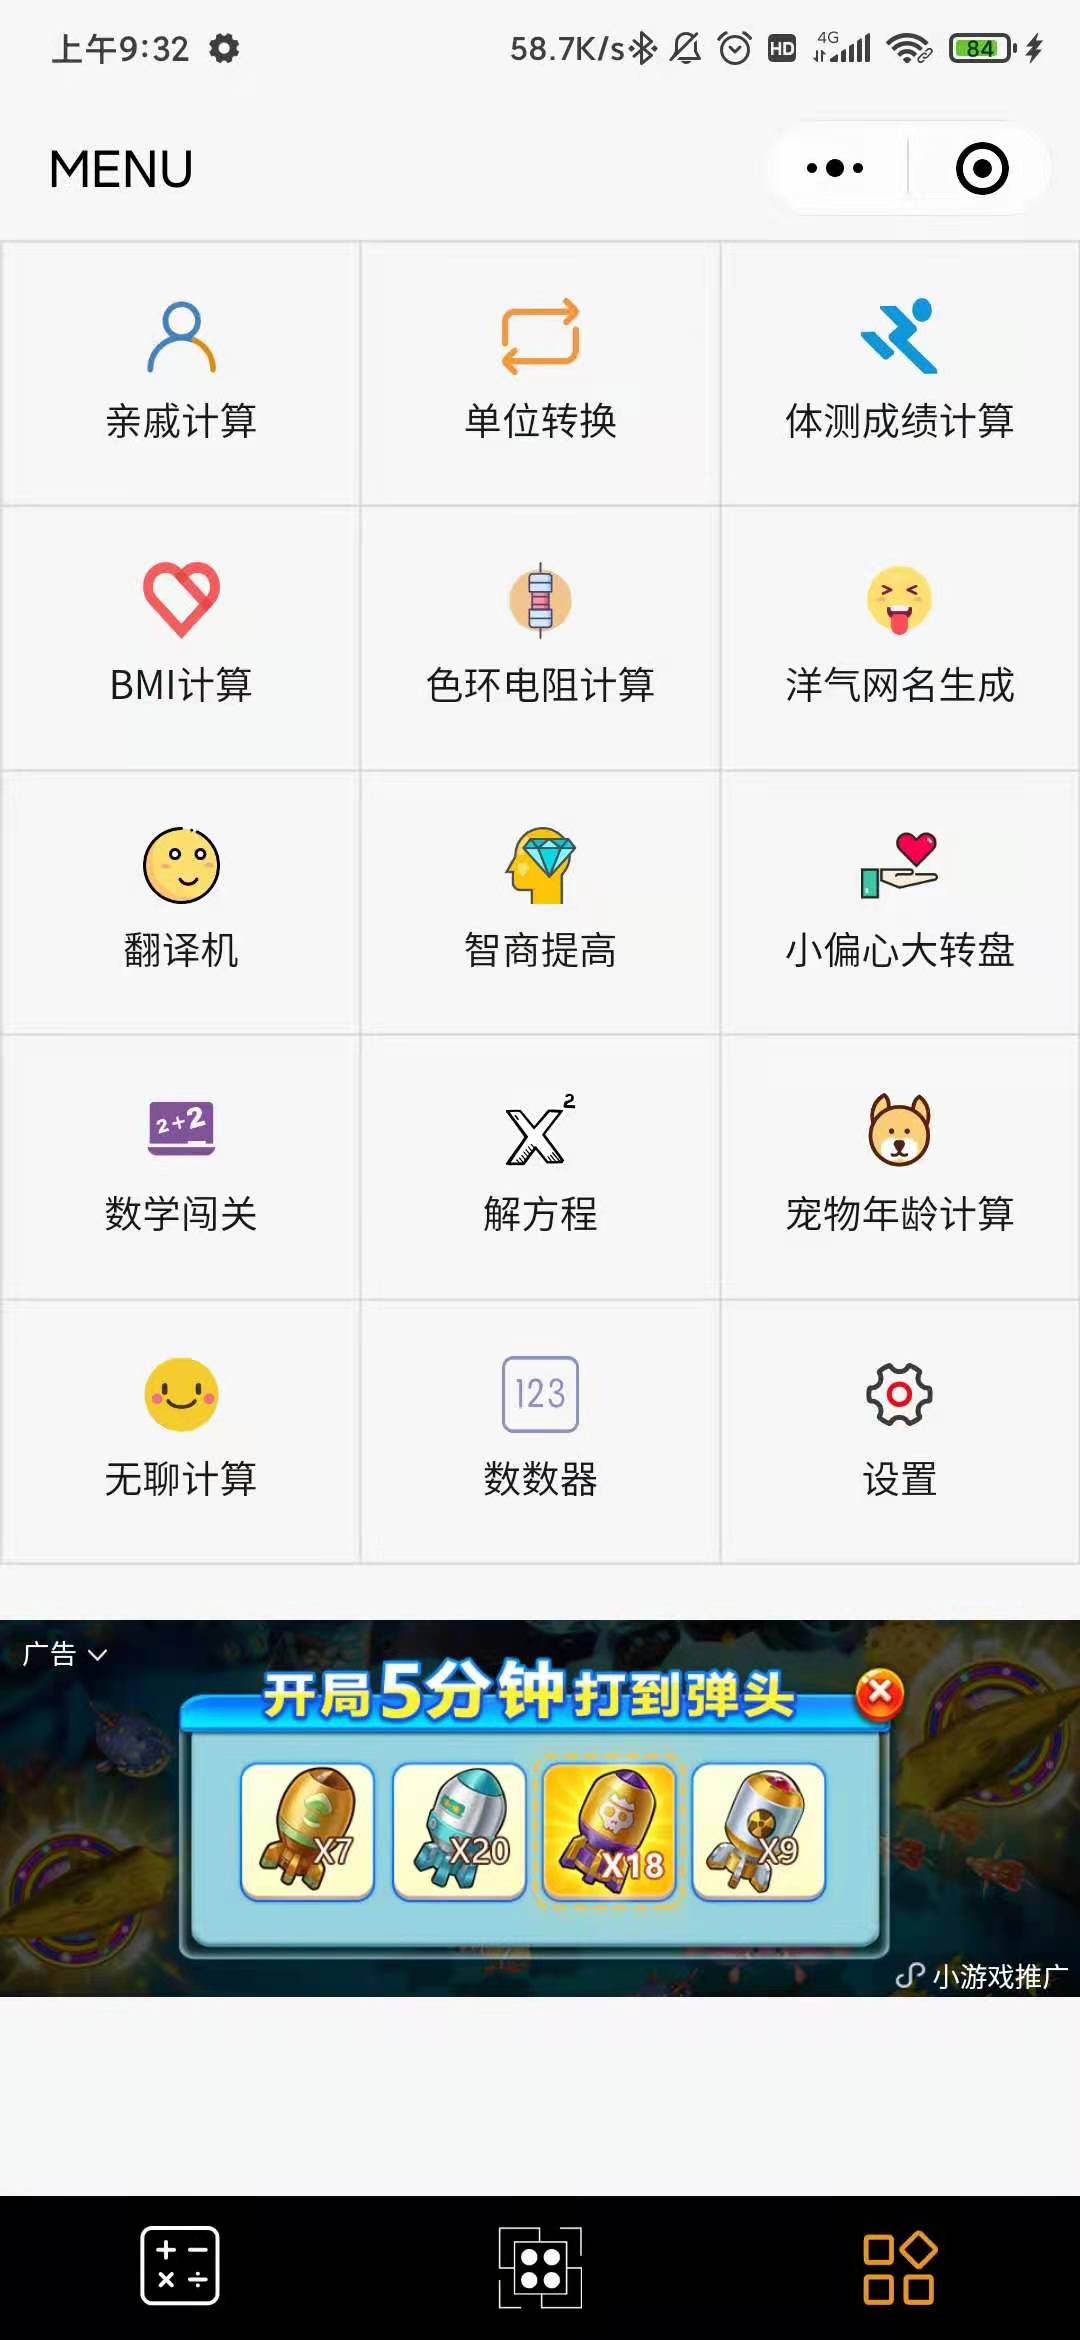 上午9:32
58.7K/s HD 4G 84
MENU
亲戚计算 单位转换 体测成绩计算
BMI计算 色环电阻计算 洋气网名生成
翻译机 智商提高 小偏心大转盘
2+2 X²
数学闯关 解方程 宠物年龄计算
123
无聊计算 数数器 设置
广告
开局5分钟打到弹头
X7 X20 X18 X9
小游戏推广